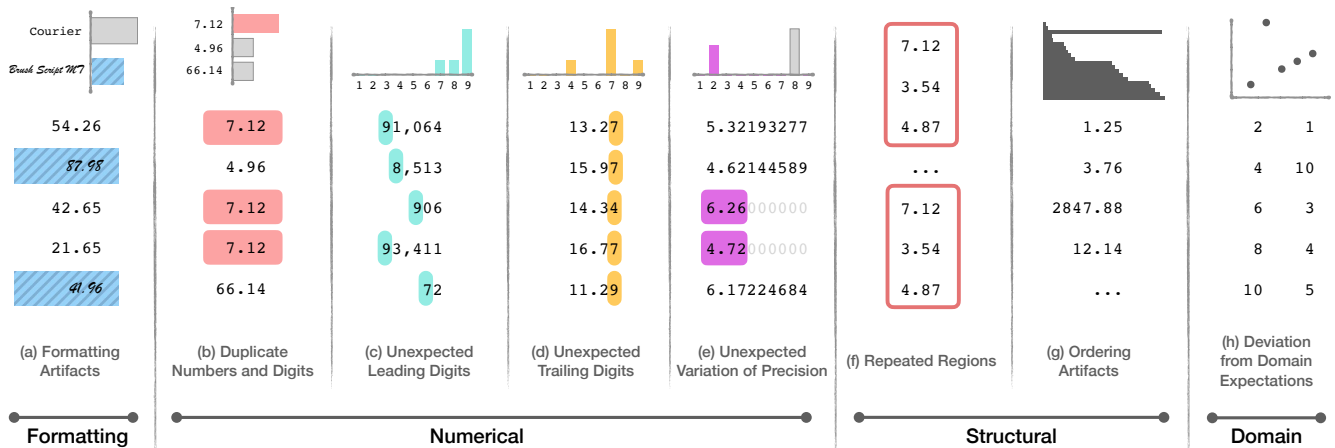 Courier
Brush Script MT
54.26
87.98
42.65
21.65
41.96
(a) Formatting
Artifacts
7.12
4.96
66.14
7.12
4.96
7.12
7.12
66.14
(b) Duplicate
Numbers and Digits
1 2 3 4 5 6 7 8 9
91,064
8,513
906
93,411
72
(c) Unexpected
Leading Digits
1 2 3 4 5 6 7 8 9
13.27
15.97
14.34
16.77
11.29
(d) Unexpected
Trailing Digits
1 2 3 4 5 6 7 8 9
5.32193277
4.62144589
6.26000000
4.72000000
6.17224684
(e) Unexpected
Variation of Precision
7.12
3.54
4.87
...
7.12
3.54
4.87
(f) Repeated Regions
1.25
3.76
2847.88
12.14
...
(g) Ordering
Artifacts
2 1
4 10
6 3
8 4
10 5
(h) Deviation
from Domain
Expectations
Formatting
Numerical
Structural
Domain